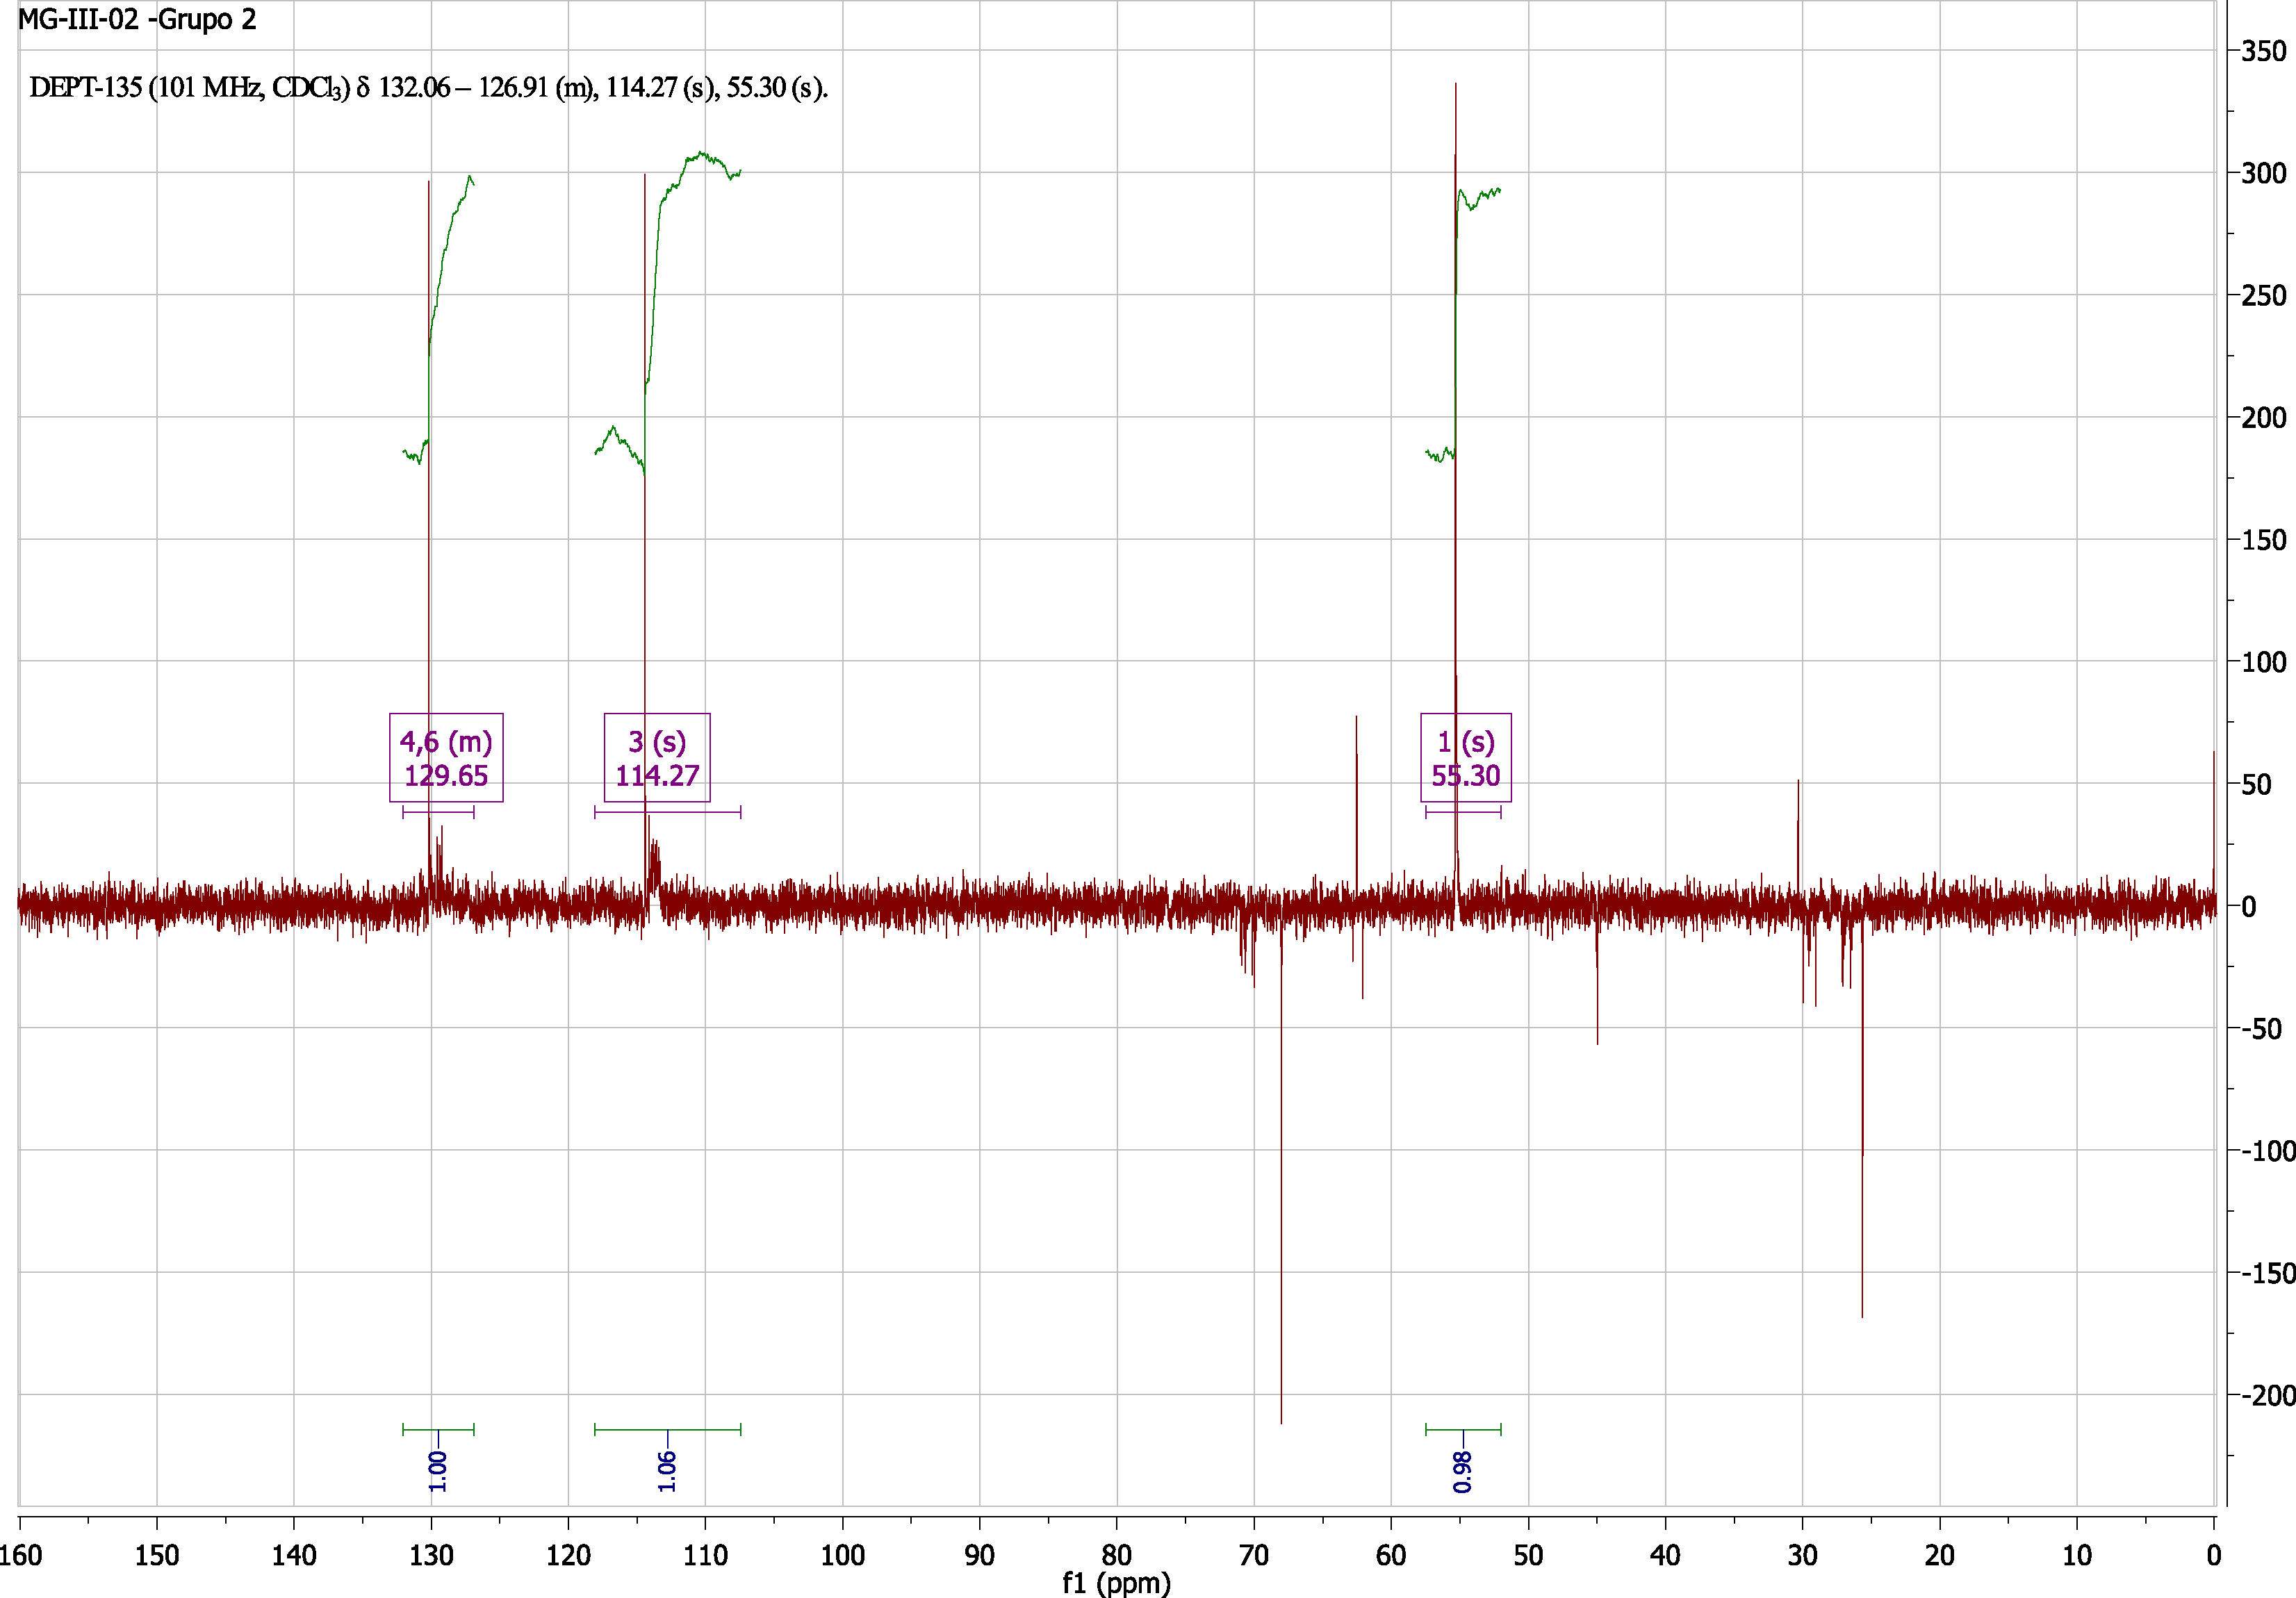 MG-III-02 -Grupo 2
DEPT-135 (101 MHz, CDCl₃) δ 132.06 – 126.91 (m), 114.27 (s), 55.30 (s).
350
300
250
200
150
100
50
0
-50
-100
-150
-200
4,6 (m)
129.65
3 (s)
114.27
1 (s)
55.30
1.00
1.06
0.98
160 150 140 130 120 110 100 90 80 70 60 50 40 30 20 10 0
f1 (ppm)